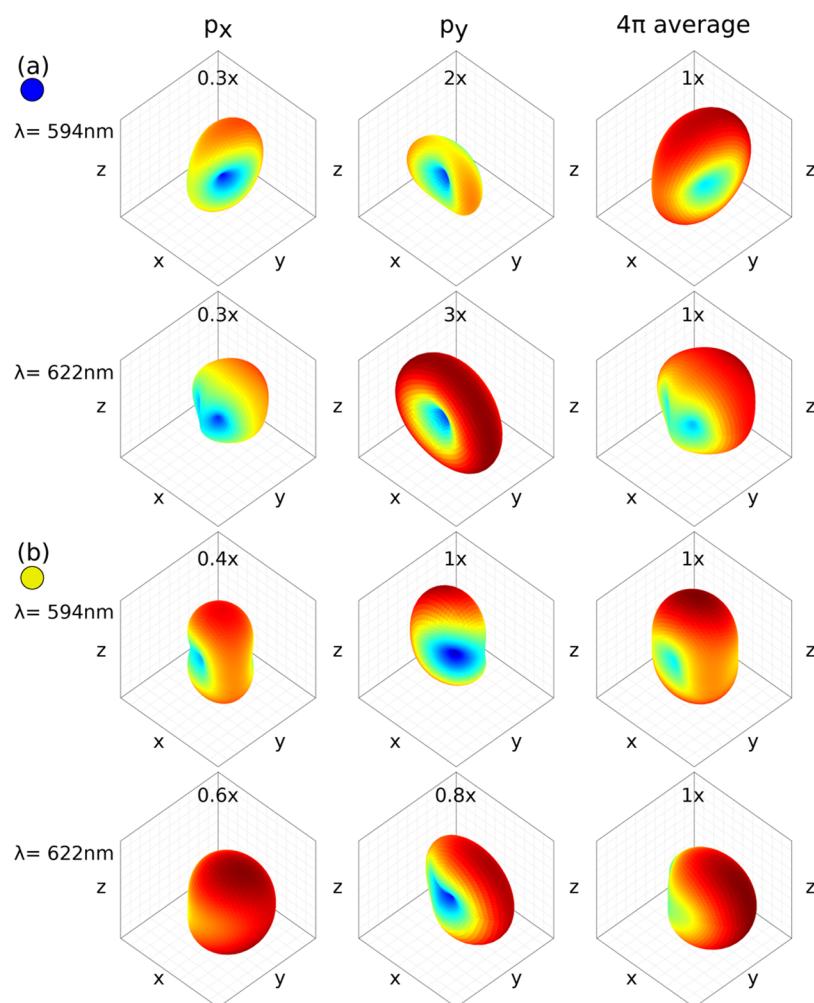 px py 4π average
(a)
0.3x 2x 1x
λ= 594nm
z z z z
x y x y x y
0.3x 3x 1x
λ= 622nm
z z z z
x y x y x y
(b)
0.4x 1x 1x
λ= 594nm
z z z z
x y x y x y
0.6x 0.8x 1x
λ= 622nm
z z z z
x y x y x y